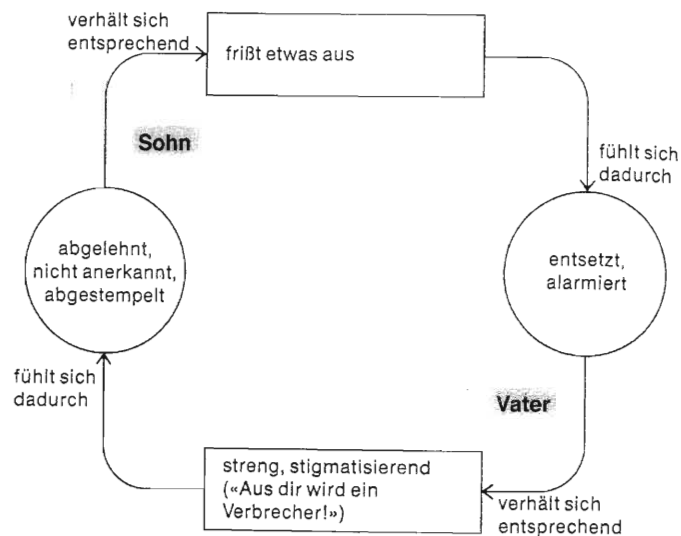 verhält sich
entsprechend
frißt etwas aus
Sohn
fühlt sich
dadurch
abgelehnt,
nicht anerkannt,
abgestempelt
entsetzt,
alarmiert
fühlt sich
dadurch
Vater
streng, stigmatisierend
(«Aus dir wird ein
Verbrecher!»)
verhält sich
entsprechend